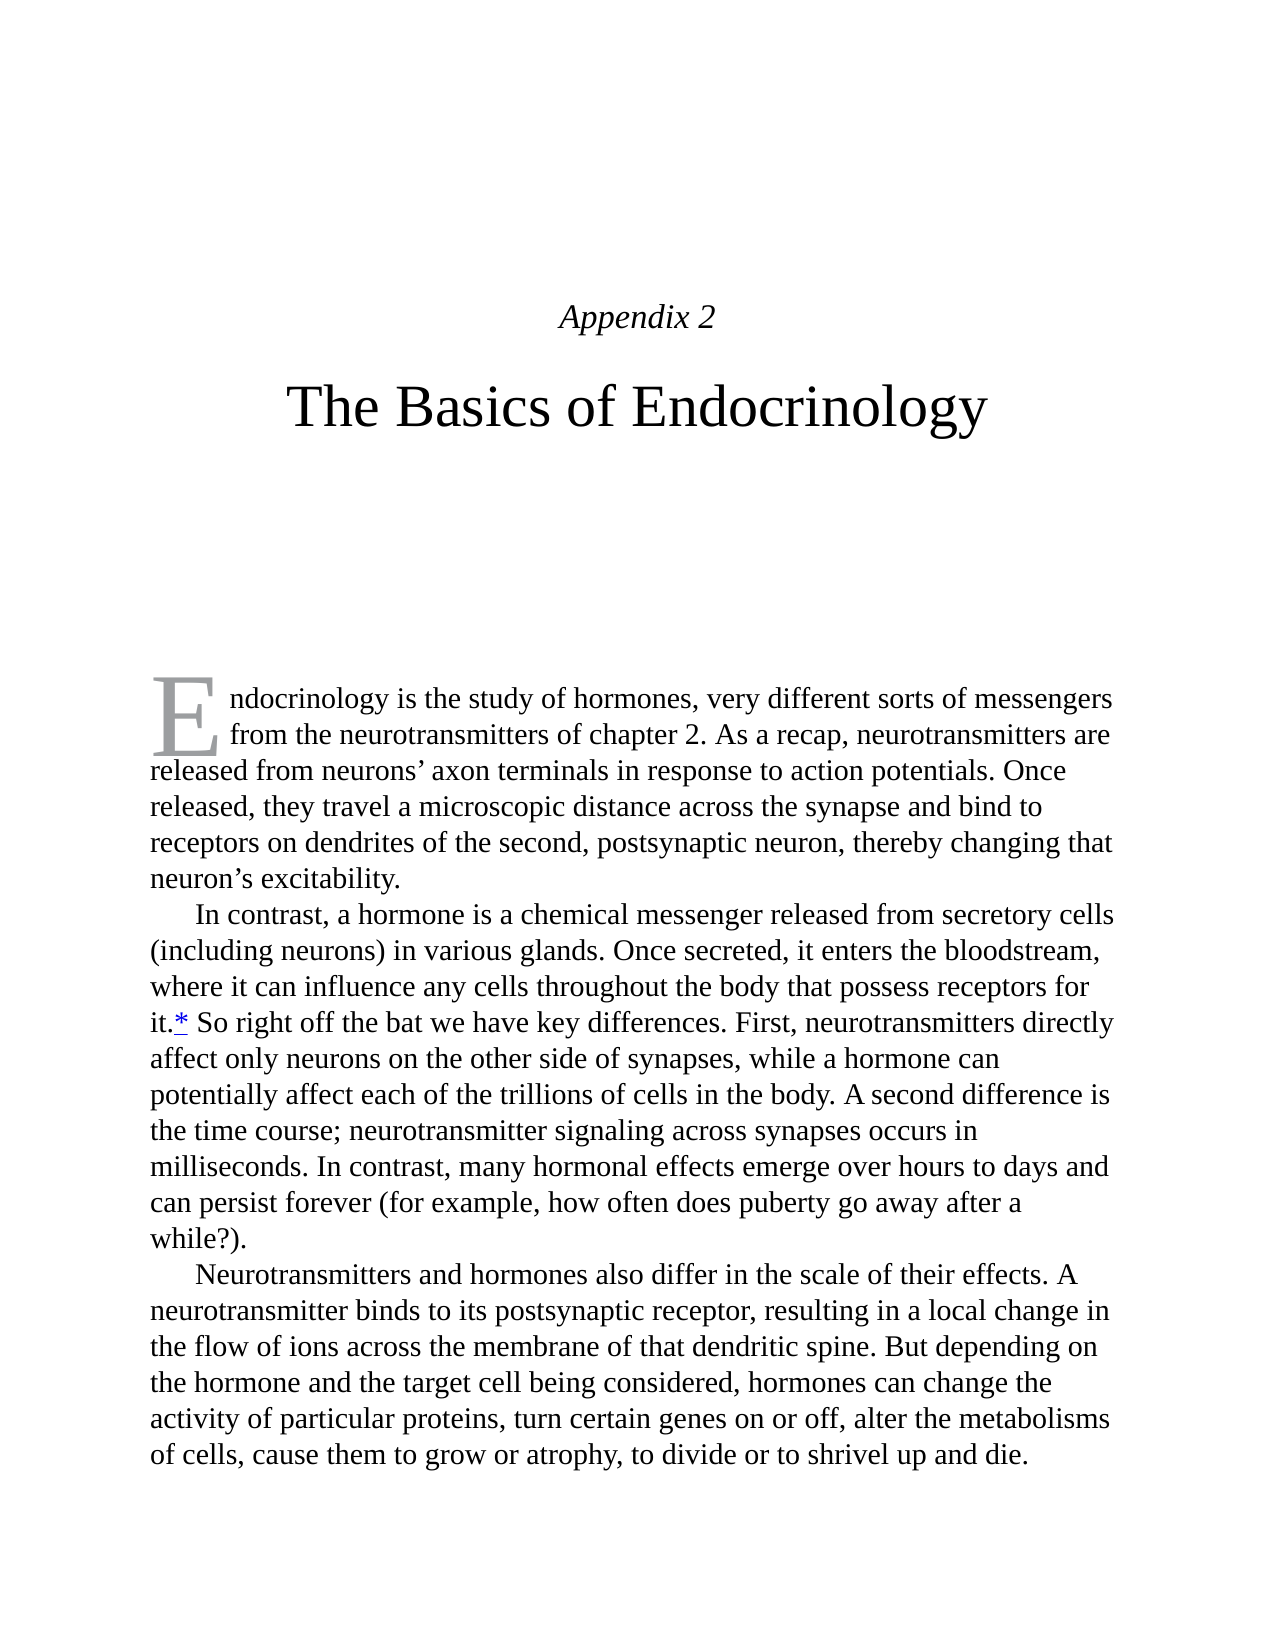 Appendix 2
The Basics of Endocrinology
Endocrinology is the study of hormones, very different sorts of messengers
from the neurotransmitters of chapter 2. As a recap, neurotransmitters are
released from neurons’ axon terminals in response to action potentials. Once
released, they travel a microscopic distance across the synapse and bind to
receptors on dendrites of the second, postsynaptic neuron, thereby changing that
neuron’s excitability.
In contrast, a hormone is a chemical messenger released from secretory cells
(including neurons) in various glands. Once secreted, it enters the bloodstream,
where it can influence any cells throughout the body that possess receptors for
it.* So right off the bat we have key differences. First, neurotransmitters directly
affect only neurons on the other side of synapses, while a hormone can
potentially affect each of the trillions of cells in the body. A second difference is
the time course; neurotransmitter signaling across synapses occurs in
milliseconds. In contrast, many hormonal effects emerge over hours to days and
can persist forever (for example, how often does puberty go away after a
while?).
Neurotransmitters and hormones also differ in the scale of their effects. A
neurotransmitter binds to its postsynaptic receptor, resulting in a local change in
the flow of ions across the membrane of that dendritic spine. But depending on
the hormone and the target cell being considered, hormones can change the
activity of particular proteins, turn certain genes on or off, alter the metabolisms
of cells, cause them to grow or atrophy, to divide or to shrivel up and die.